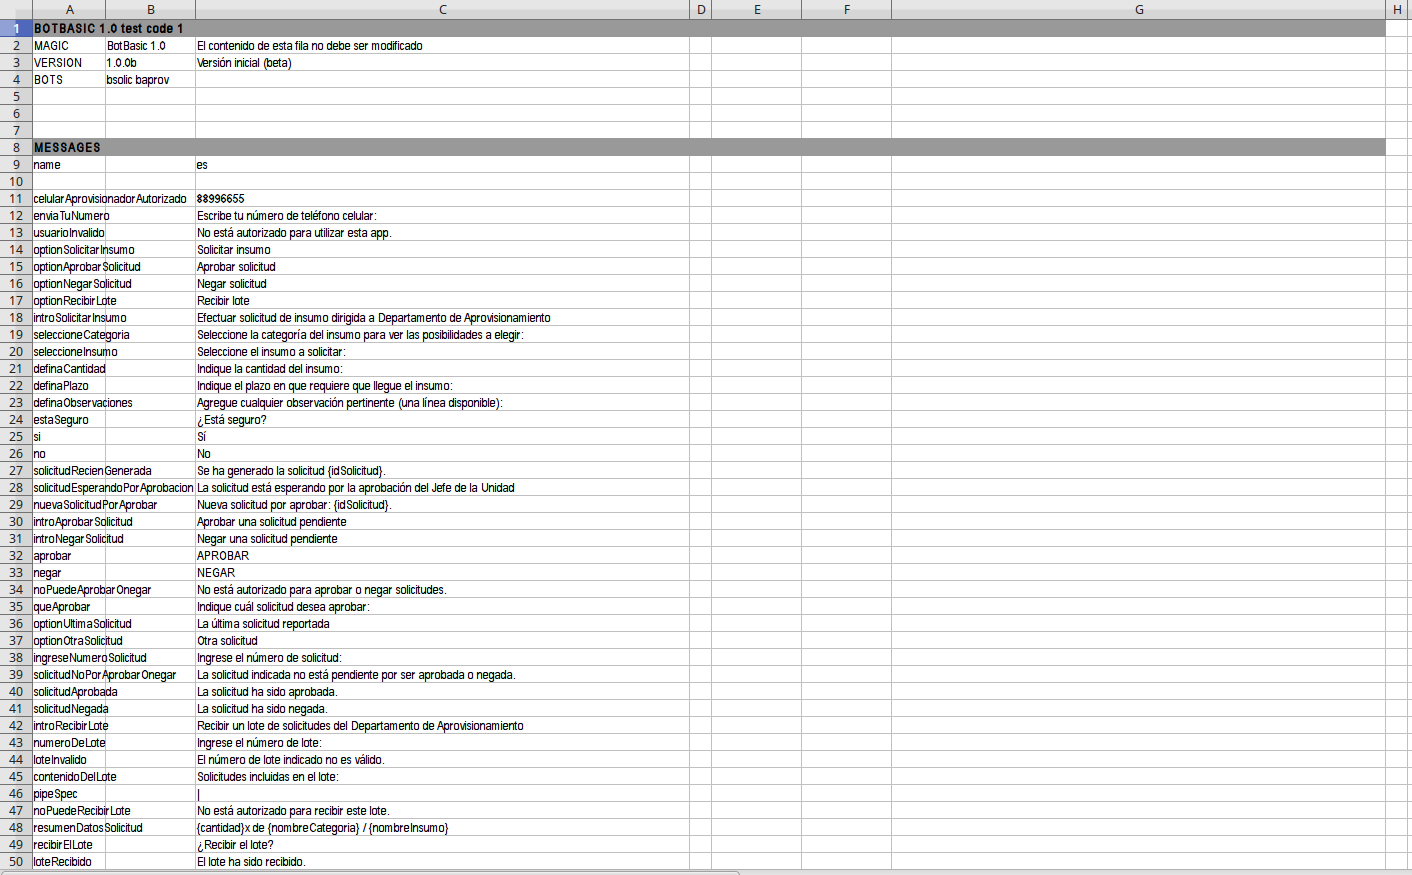 A B C D E F G H
1 BOTBASIC 1.0 test code 1
2 MAGIC BotBasic 1.0 El contenido de esta fila no debe ser modificado
3 VERSION 1.0.0b Versión inicial (beta)
4 BOTS bsolic baprov
5
6
7
8 MESSAGES
9 name es
10
11 celularAprovisionadorAutorizado 88996655
12 enviaTuNumero Escribe tu número de teléfono celular:
13 usuarioInvalido No está autorizado para utilizar esta app.
14 optionSolicitarInsumo Solicitar insumo
15 optionAprobarSolicitud Aprobar solicitud
16 optionNegarSolicitud Negar solicitud
17 optionRecibirLote Recibir lote
18 introSolicitarInsumo Efectuar solicitud de insumo dirigida a Departamento de Aprovisionamiento
19 seleccioneCategoria Seleccione la categoría del insumo para ver las posibilidades a elegir:
20 seleccioneInsumo Seleccione el insumo a solicitar:
21 definaCantidad Indique la cantidad del insumo:
22 definaPlazo Indique el plazo en que requiere que llegue el insumo:
23 definaObservaciones Agregue cualquier observación pertinente (una línea disponible):
24 estaSeguro ¿Está seguro?
25 si Sí
26 no No
27 solicitudRecienGenerada Se ha generado la solicitud {idSolicitud}.
28 solicitudEsperandoPorAprobacion La solicitud está esperando por la aprobación del Jefe de la Unidad
29 nuevaSolicitudPorAprobar Nueva solicitud por aprobar: {idSolicitud}.
30 introAprobarSolicitud Aprobar una solicitud pendiente
31 introNegarSolicitud Negar una solicitud pendiente
32 aprobar APROBAR
33 negar NEGAR
34 noPuedeAprobarOnegar No está autorizado para aprobar o negar solicitudes.
35 queAprobar Indique cuál solicitud desea aprobar:
36 optionUltimaSolicitud La última solicitud reportada
37 optionOtraSolicitud Otra solicitud
38 ingreseNumeroSolicitud Ingrese el número de solicitud:
39 solicitudNoPorAprobarOnegar La solicitud indicada no está pendiente por ser aprobada o negada.
40 solicitudAprobada La solicitud ha sido aprobada.
41 solicitudNegada La solicitud ha sido negada.
42 introRecibirLote Recibir un lote de solicitudes del Departamento de Aprovisionamiento
43 numeroDeLote Ingrese el número de lote:
44 loteInvalido El número de lote indicado no es válido.
45 contenidoDelLote Solicitudes incluidas en el lote:
46 pipeSpec |
47 noPuedeRecibirLote No está autorizado para recibir este lote.
48 resumenDatosSolicitud {cantidad}x de {nombreCategoria} / {nombreInsumo}
49 recibirElLote ¿Recibir el lote?
50 loteRecibido El lote ha sido recibido.